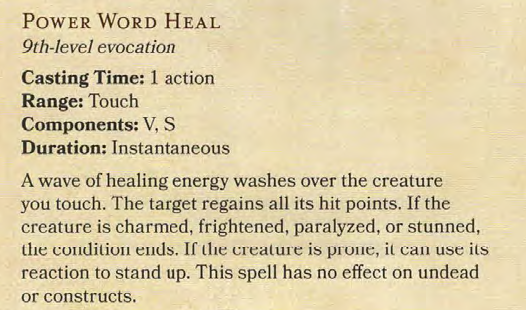 POWER WORD HEAL
9th-level evocation
Casting Time: 1 action
Range: Touch
Components: V, S
Duration: Instantaneous
A wave of healing energy washes over the creature
you touch. The target regains all its hit points. If the
creature is charmed, frightened, paralyzed, or stunned,
the condition ends. If the creature is prone, it can use its
reaction to stand up. This spell has no effect on undead
or constructs.